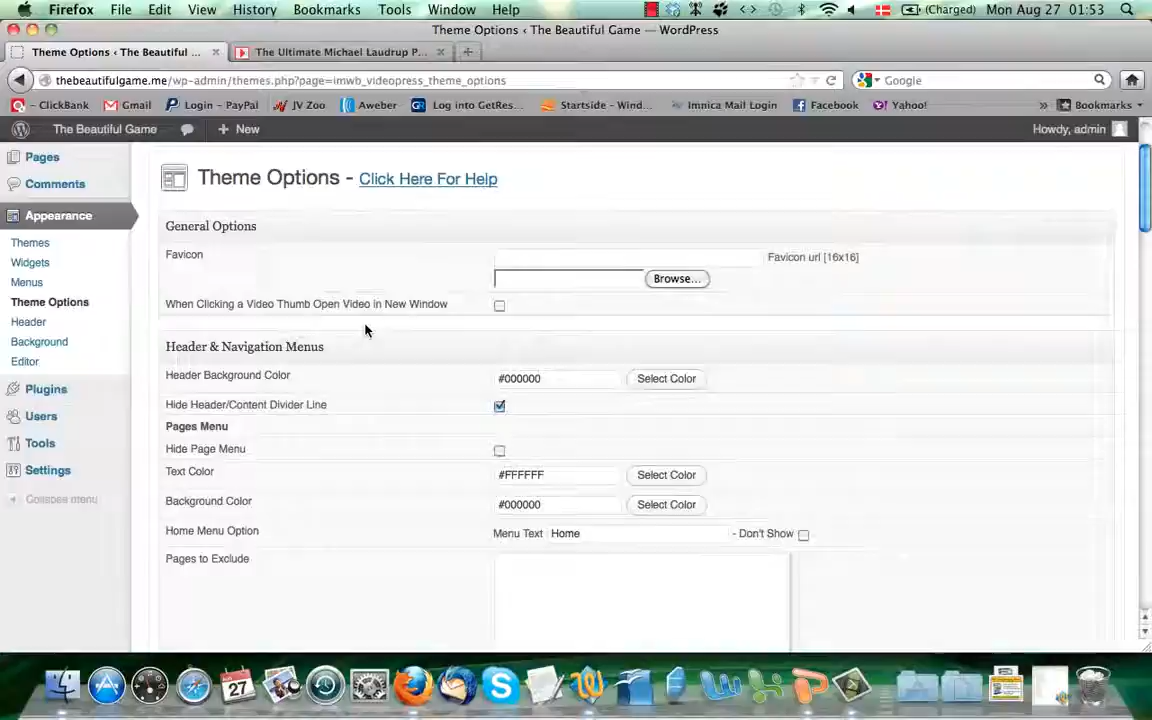 Firefox File Edit View History Bookmarks Tools Window Help (Charged) Mon Aug 27 01:53
Theme Options ‹ The Beautiful Game — WordPress
Theme Options ‹ The Beautiful ... The Ultimate Michael Laudrup P...
thebeautifulgame.me/wp-admin/themes.php?page=imwb_videopress_theme_options Google
ClickBank Gmail Login - PayPal JV Zoo Aweber Log into GetRes... Startside - Wind... Imnica Mail Login Facebook Yahoo! » Bookmarks
The Beautiful Game + New Howdy, admin
Pages
Comments
Appearance
Themes
Widgets
Menus
Theme Options
Header
Background
Editor
Plugins
Users
Tools
Settings
Collapse menu
Theme Options - Click Here For Help
General Options
Favicon Favicon url [16x16]
Browse...
When Clicking a Video Thumb Open Video in New Window
Header & Navigation Menus
Header Background Color #000000 Select Color
Hide Header/Content Divider Line
Pages Menu
Hide Page Menu
Text Color #FFFFFF Select Color
Background Color #000000 Select Color
Home Menu Option Menu Text Home - Don't Show
Pages to Exclude
27